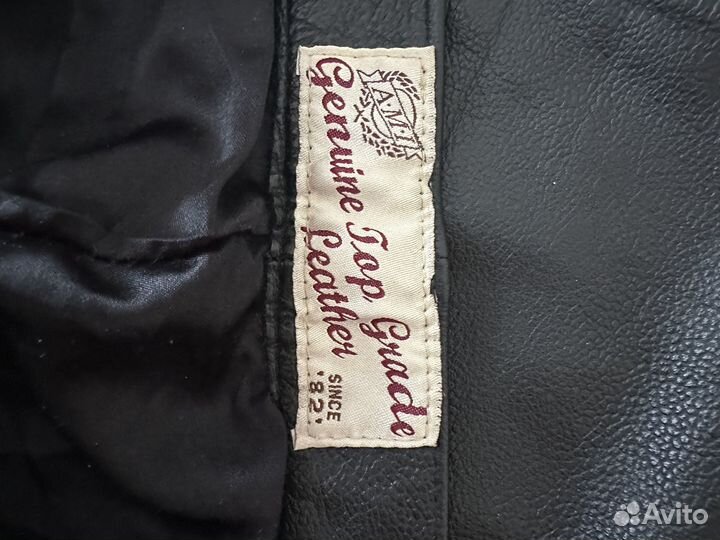 A.M.I.
Genuine Top Grade
Leather
SINCE
'82'
Avito